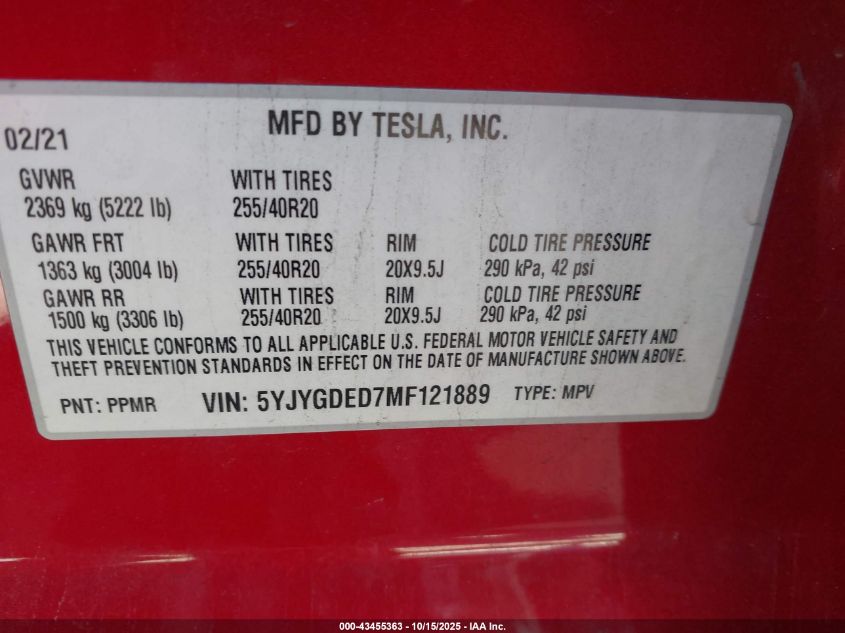 MFD BY TESLA, INC.
02/21
GVWR WITH TIRES
2369 kg (5222 lb) 255/40R20
GAWR FRT WITH TIRES RIM COLD TIRE PRESSURE
1363 kg (3004 lb) 255/40R20 20X9.5J 290 kPa, 42 psi
GAWR RR WITH TIRES RIM COLD TIRE PRESSURE
1500 kg (3306 lb) 255/40R20 20X9.5J 290 kPa, 42 psi
THIS VEHICLE CONFORMS TO ALL APPLICABLE U.S. FEDERAL MOTOR VEHICLE SAFETY AND
THEFT PREVENTION STANDARDS IN EFFECT ON THE DATE OF MANUFACTURE SHOWN ABOVE.
PNT: PPMR VIN: 5YJYGDED7MF121889 TYPE: MPV
000-43455363 - 10/15/2025 - IAA Inc.